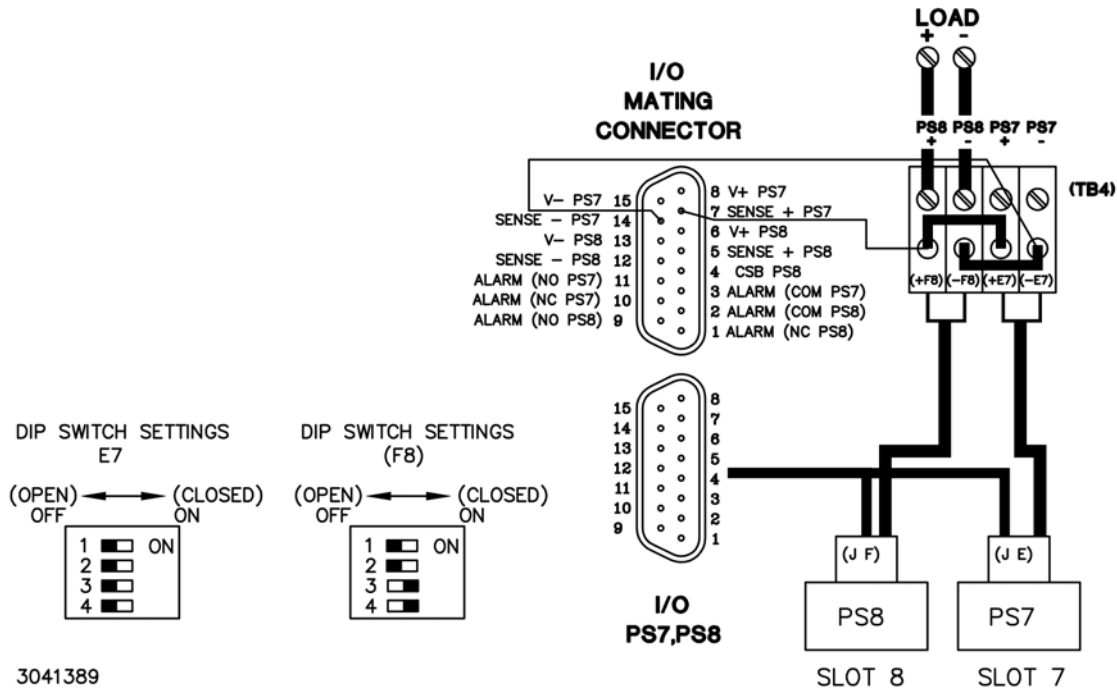 LOAD
+ -
I/O
MATING
CONNECTOR
PS8 PS8 PS7 PS7
+ - + -
(TB4)
V- PS7 15
SENSE - PS7 14
V- PS8 13
SENSE - PS8 12
ALARM (NO PS7) 11
ALARM (NC PS7) 10
ALARM (NO PS8) 9
8 V+ PS7
7 SENSE + PS7
6 V+ PS8
5 SENSE + PS8
4 CSB PS8
3 ALARM (COM PS7)
2 ALARM (COM PS8)
1 ALARM (NC PS8)
(+F8) (-F8) (+E7) (-E7)
15
14
13
12
11
10
9
8
7
6
5
4
3
2
1
I/O
PS7,PS8
DIP SWITCH SETTINGS
E7
(OPEN) (CLOSED)
OFF ON
1 ON
2
3
4
DIP SWITCH SETTINGS
(F8)
(OPEN) (CLOSED)
OFF ON
1 ON
2
3
4
(J F)
PS8
SLOT 8
(J E)
PS7
SLOT 7
3041389